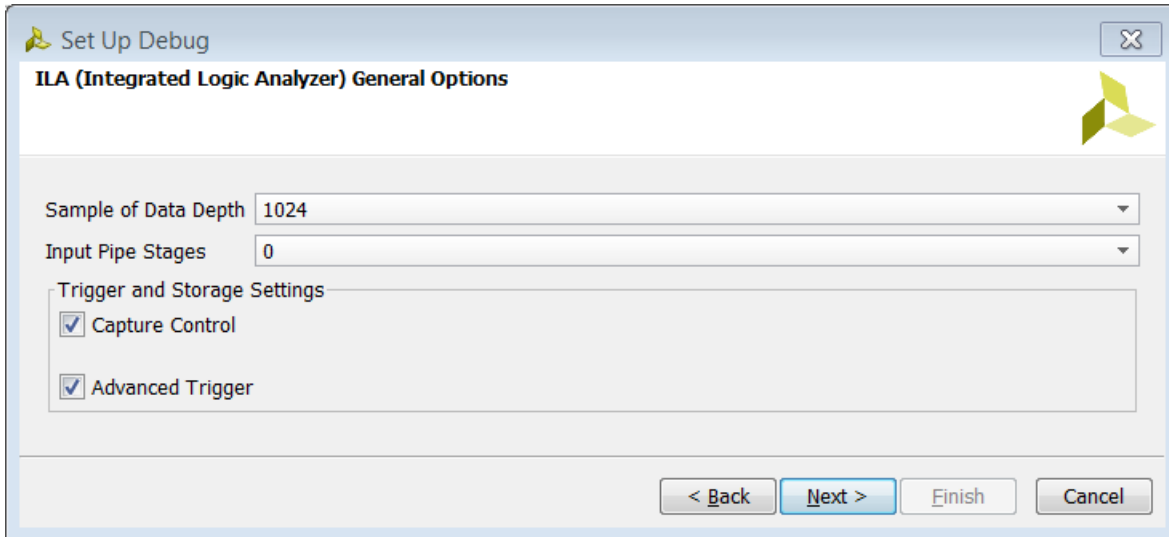 Set Up Debug
ILA (Integrated Logic Analyzer) General Options
Sample of Data Depth 1024
Input Pipe Stages 0
Trigger and Storage Settings
Capture Control
Advanced Trigger
< Back Next > Finish Cancel